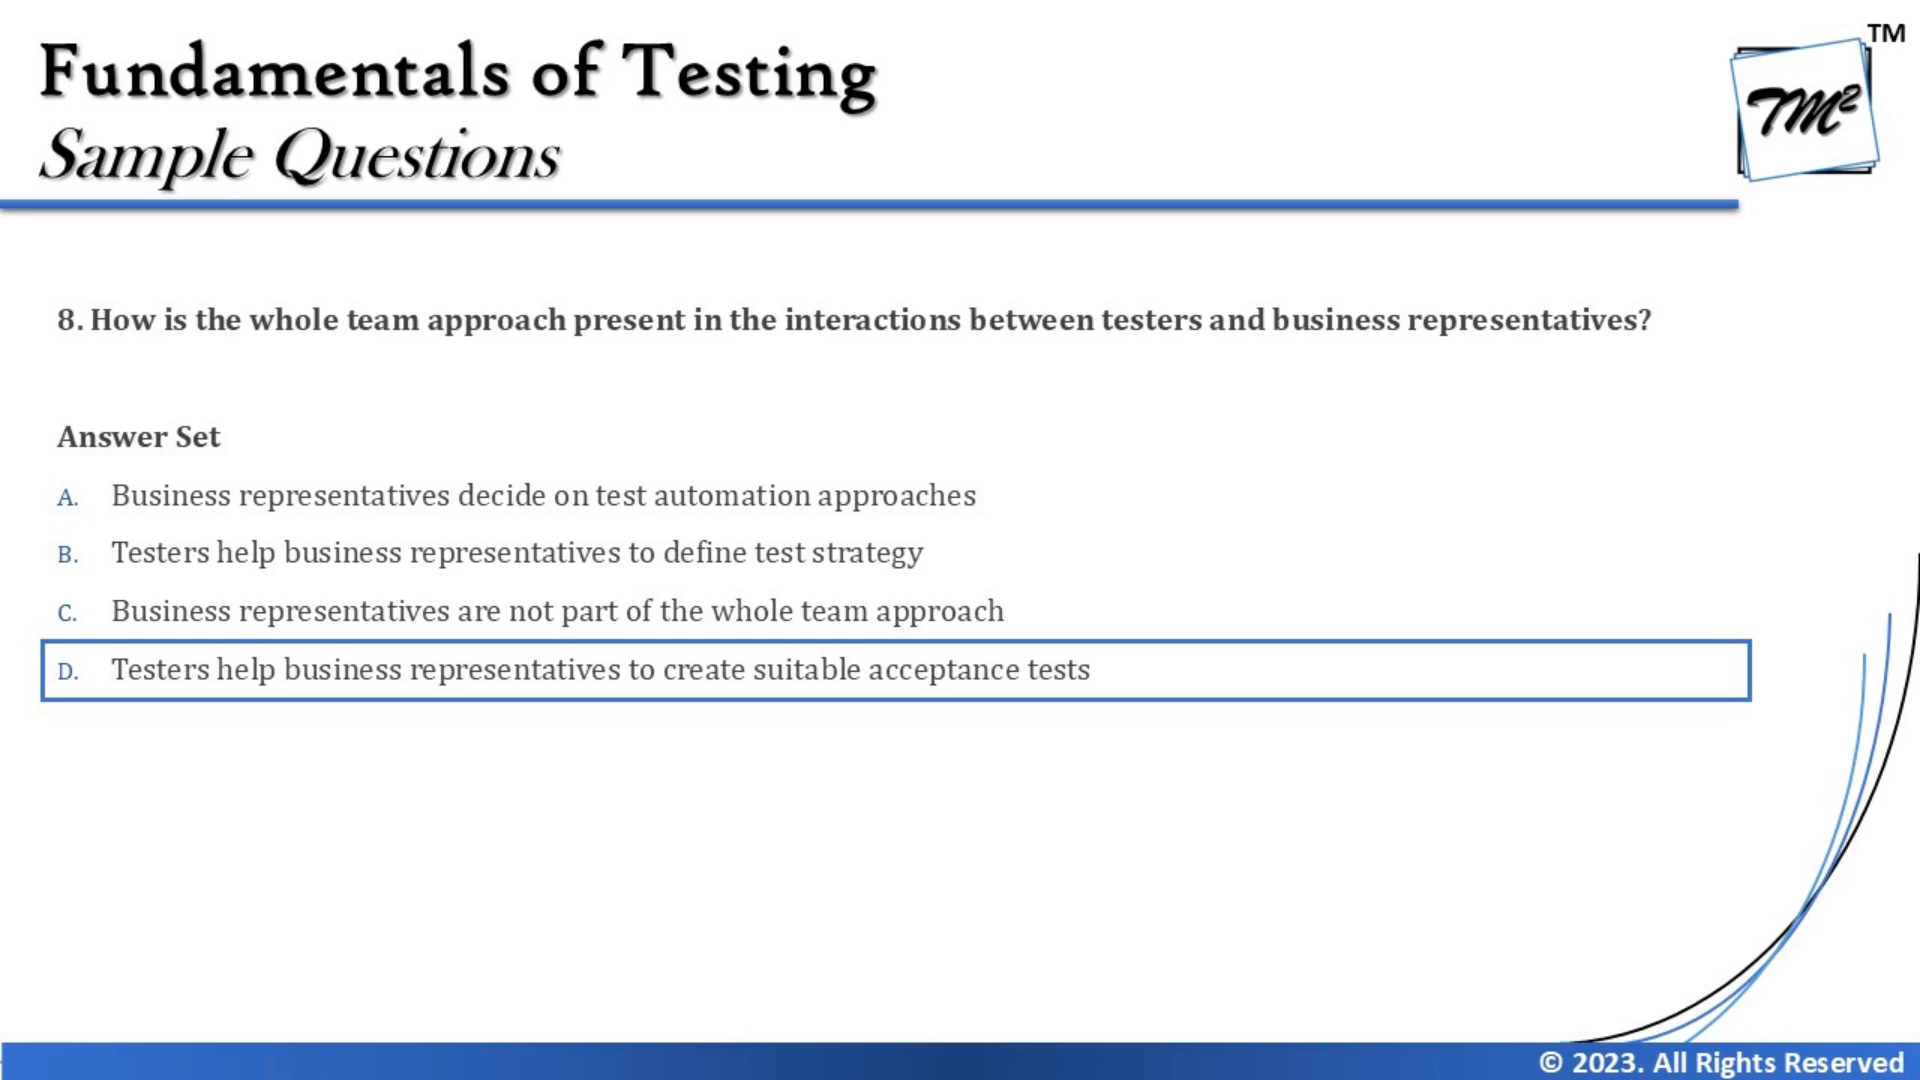 Fundamentals of Testing
Sample Questions
TM
TM²
8. How is the whole team approach present in the interactions between testers and business representatives?
Answer Set
A. Business representatives decide on test automation approaches
B. Testers help business representatives to define test strategy
C. Business representatives are not part of the whole team approach
D. Testers help business representatives to create suitable acceptance tests
© 2023. All Rights Reserved